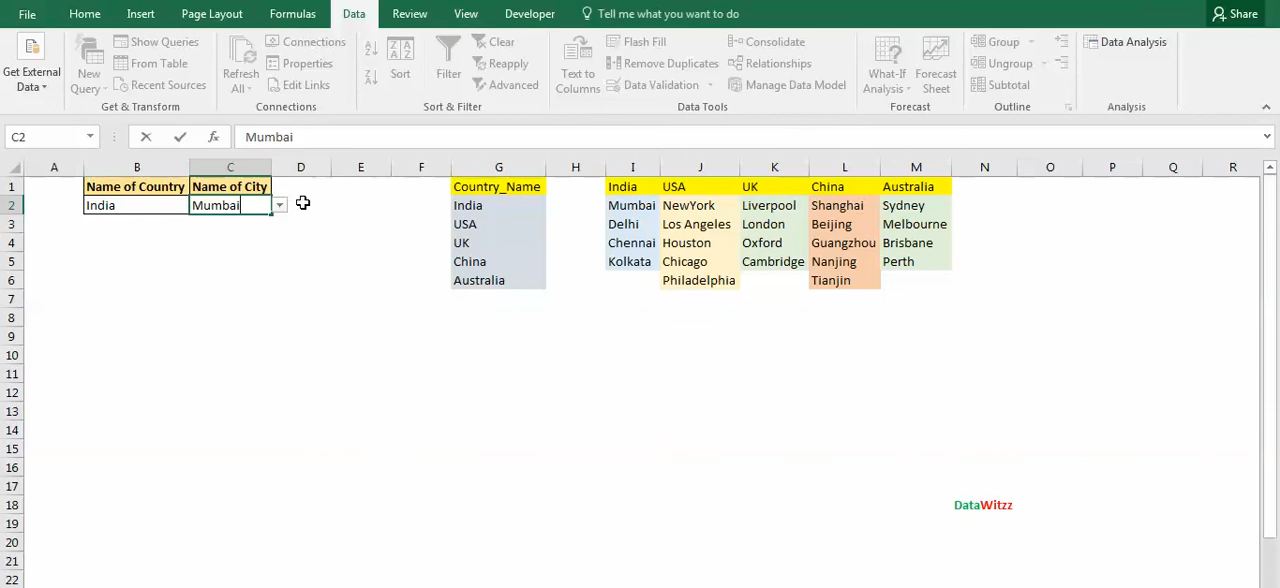 File Home Insert Page Layout Formulas Data Review View Developer Tell me what you want to do Share
Get External Data
New Query
Show Queries
From Table
Recent Sources
Get & Transform
Refresh All
Connections
Properties
Edit Links
Connections
Sort
Filter
Clear
Reapply
Advanced
Sort & Filter
Text to Columns
Flash Fill
Remove Duplicates
Data Validation
Consolidate
Relationships
Manage Data Model
Data Tools
What-If Analysis
Forecast Sheet
Forecast
Group
Ungroup
Subtotal
Outline
Data Analysis
Analysis
C2 fx Mumbai
A B C D E F G H I J K L M N O P Q R
1 Name of Country Name of City Country_Name India USA UK China Australia
2 India Mumbai India Mumbai NewYork Liverpool Shanghai Sydney
3 USA Delhi Los Angeles London Beijing Melbourne
4 UK Chennai Houston Oxford Guangzhou Brisbane
5 China Kolkata Chicago Cambridge Nanjing Perth
6 Australia Philadelphia Tianjin
7
8
9
10
11
12
13
14
15
16
17
18 DataWitzz
19
20
21
22